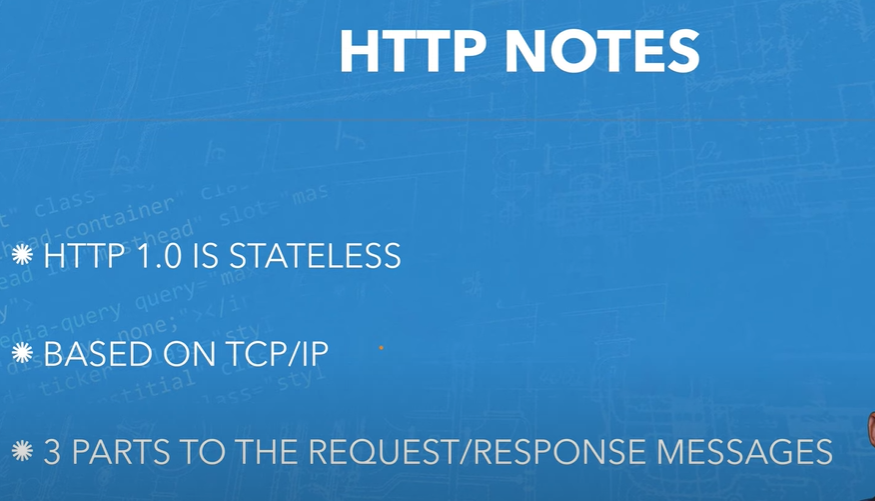 HTTP NOTES
HTTP 1.0 IS STATELESS
BASED ON TCP/IP
3 PARTS TO THE REQUEST/RESPONSE MESSAGES